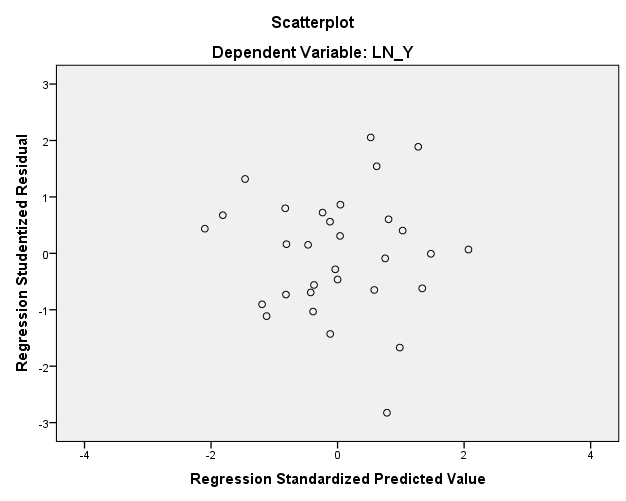 Scatterplot
Dependent Variable: LN_Y
Regression Studentized Residual
3
2
1
0
-1
-2
-3
-4 -2 0 2 4
Regression Standardized Predicted Value